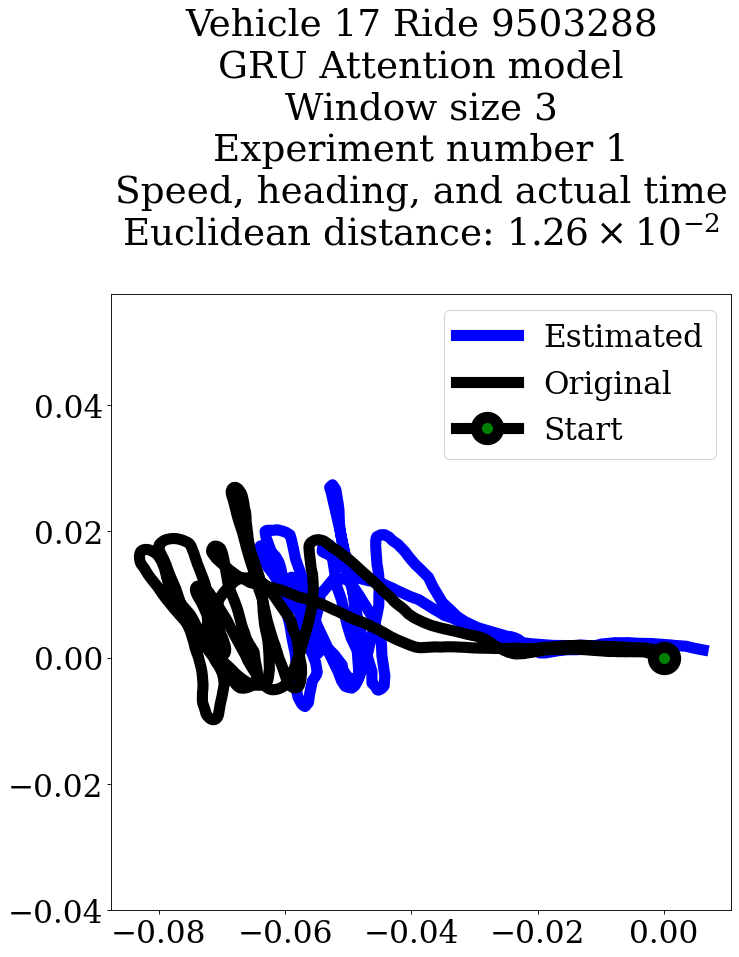 Vehicle 17 Ride 9503288
GRU Attention model
Window size 3
Experiment number 1
Speed, heading, and actual time
Euclidean distance: 1.26 × 10⁻²
Estimated
Original
Start
0.04
0.02
0.00
−0.02
−0.04
−0.08 −0.06 −0.04 −0.02 0.00